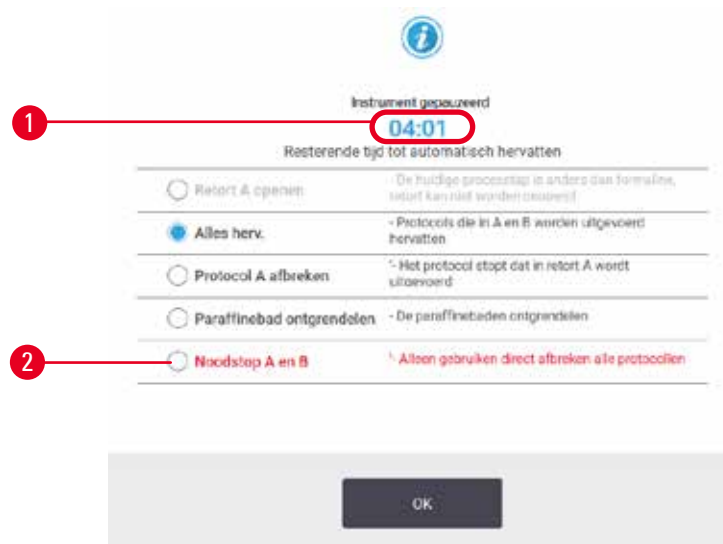 Instrument gepauzeerd
1
04:01
Resterende tijd tot automatisch hervatten
Retort A openen
- De huidige processtap is anders dan formaline,
retort kan niet worden geopend
Alles herv.
- Protocols die in A en B worden uitgevoerd
hervatten
Protocol A afbreken
- Het protocol stopt dat in retort A wordt
uitgevoerd
Paraffinebad ontgrendelen
- De paraffinebaden ontgrendelen
2
Noodstop A en B
- Alleen gebruiken direct afbreken alle protocollen
OK